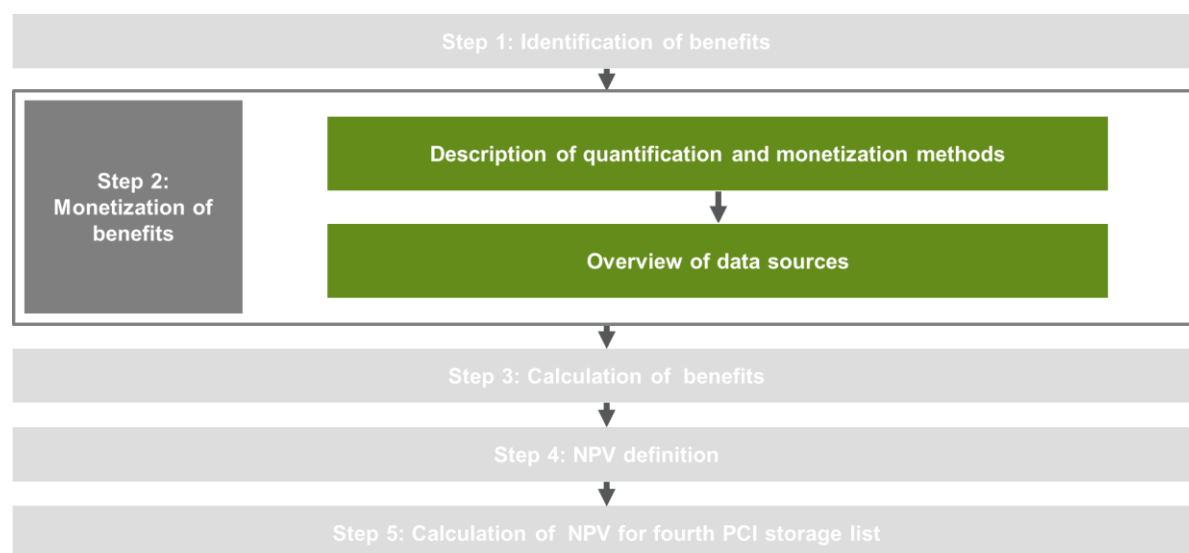 Step 1: Identification of benefits
Step 2:
Monetization of
benefits
Description of quantification and monetization methods
Overview of data sources
Step 3: Calculation of benefits
Step 4: NPV definition
Step 5: Calculation of NPV for fourth PCI storage list